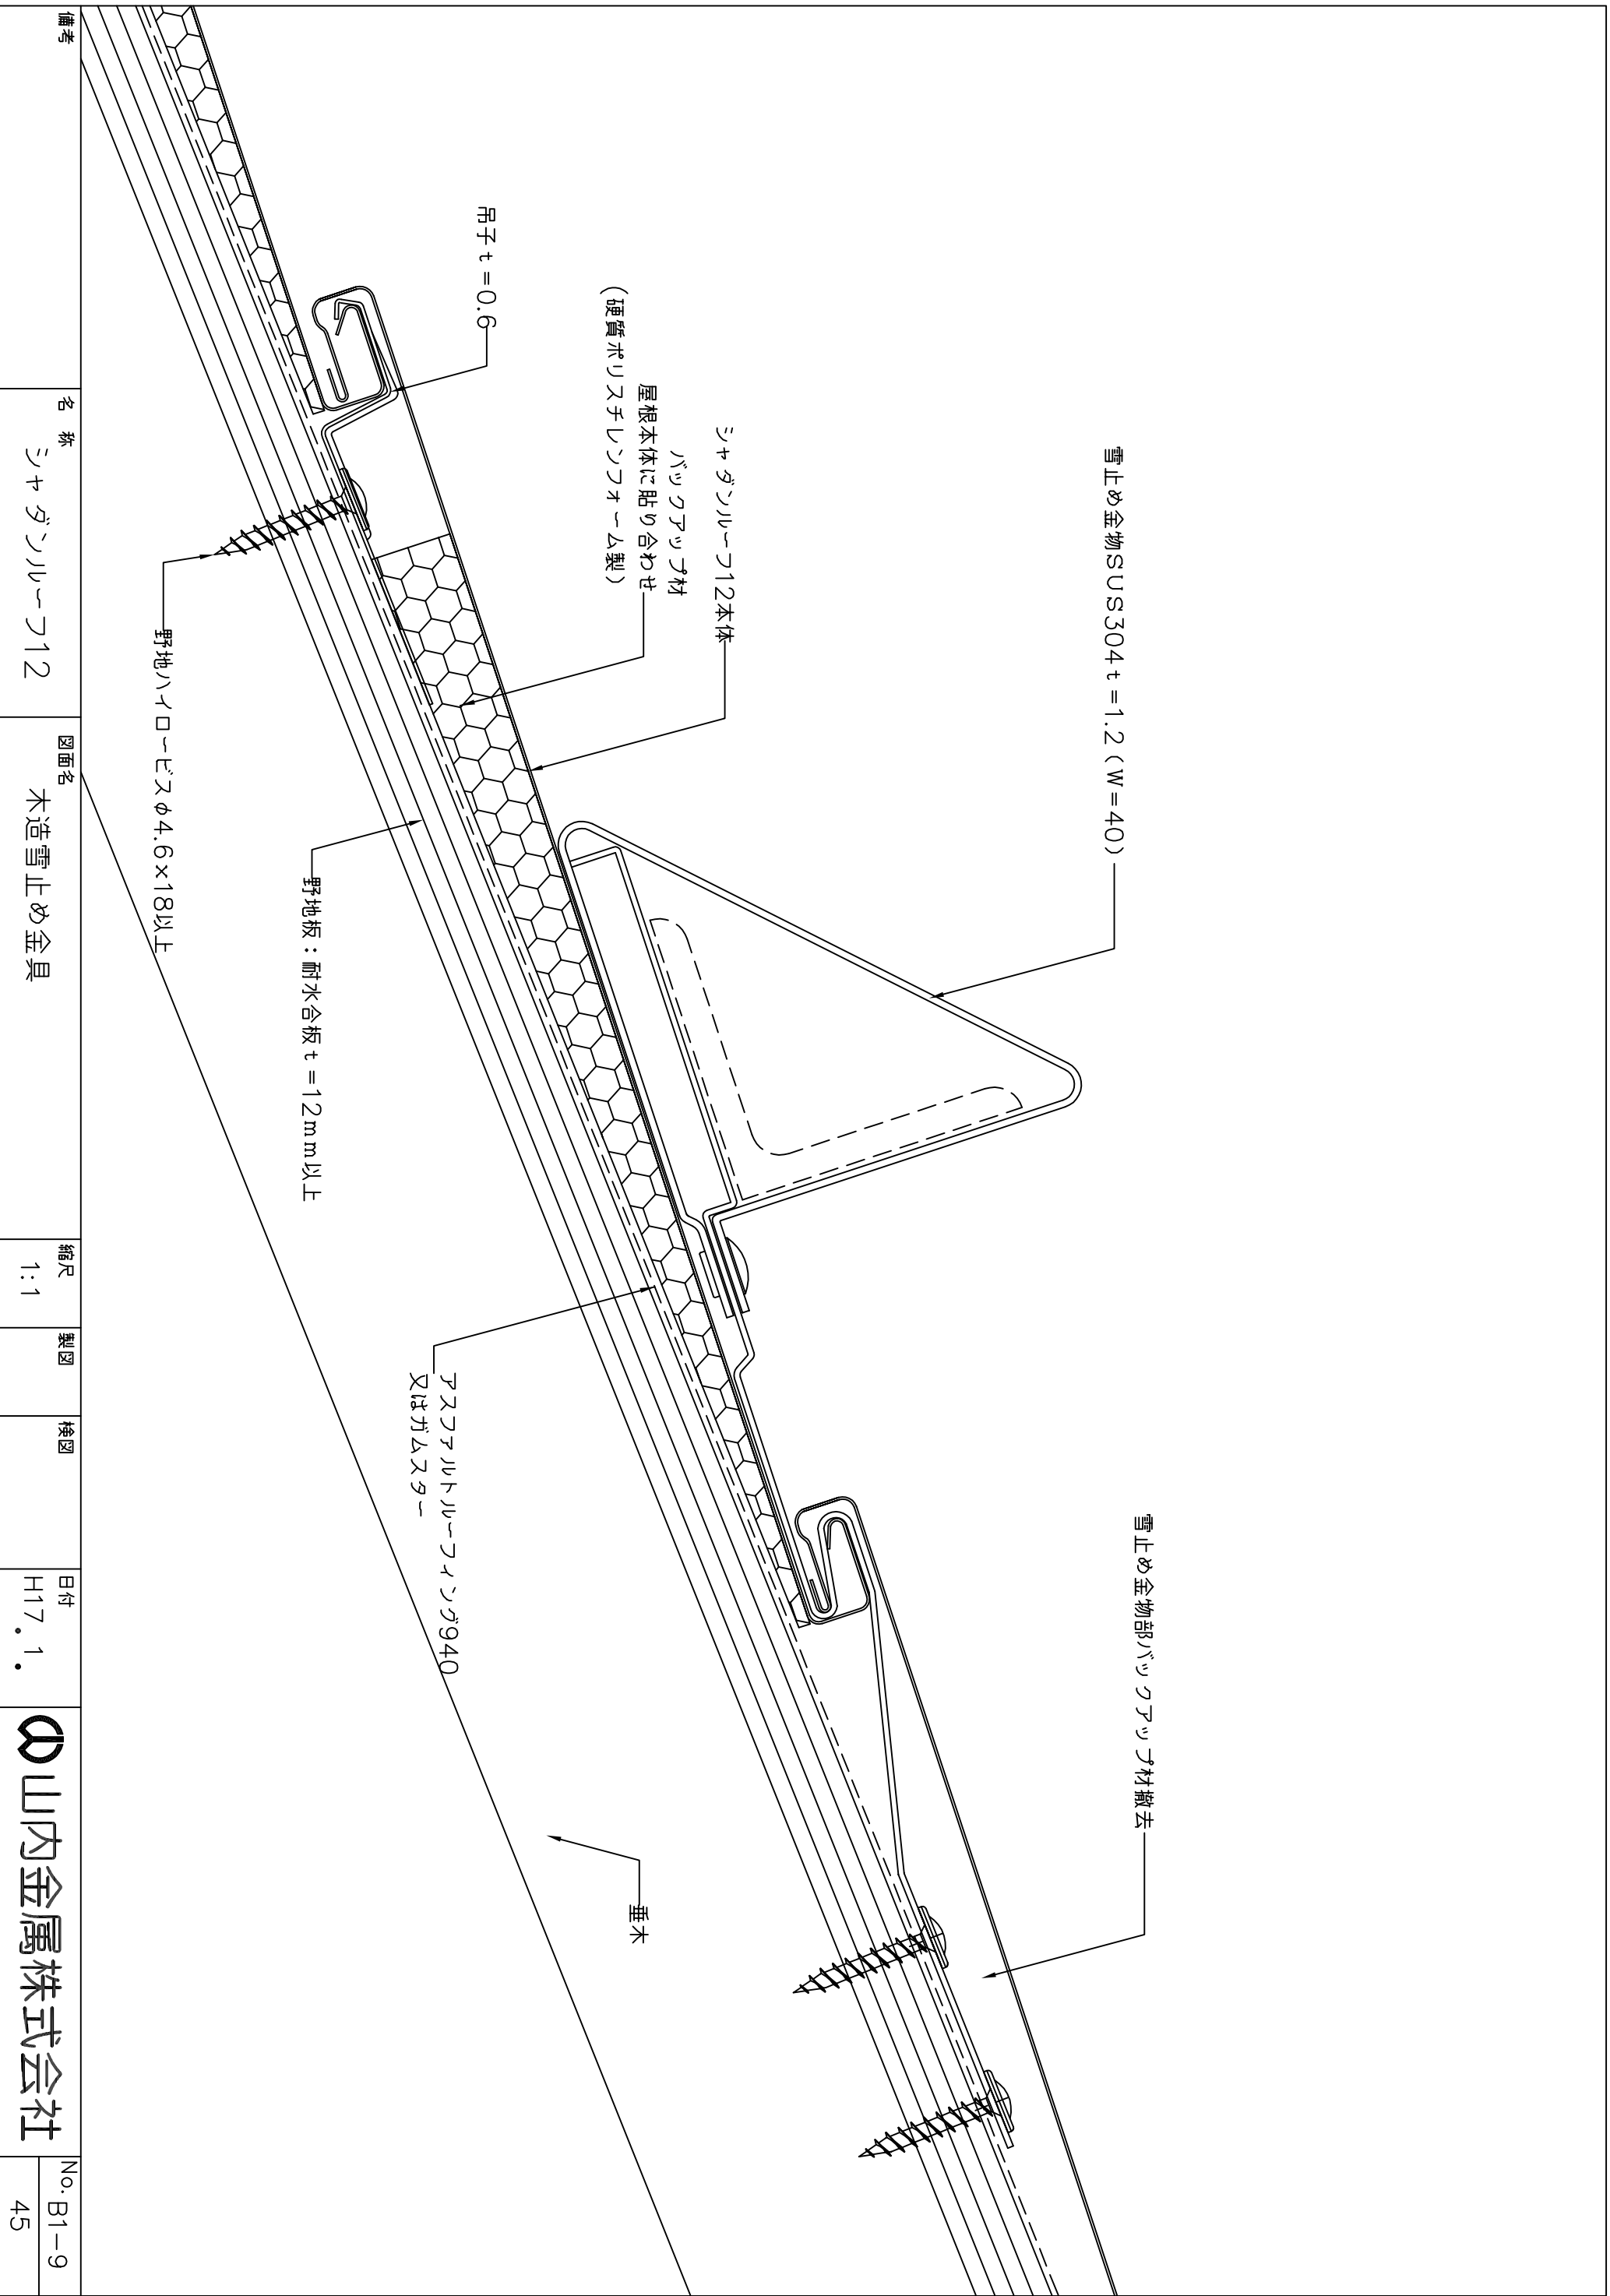 雪止め金物SUS304 t=1.2 (W=40)
雪止め金物部バックアップ材撤去
シャダンルーフ12本体
バックアップ材
屋根本体に貼り合わせ
(硬質ポリスチレンフォーム製)
垂木
吊子 t=0.6
アスファルトルーフィング940
又はガムスター
野地板:耐水合板 t=12mm以上
野地ハイロービスφ4.6×18以上
備考
名 称
シャダンルーフ12
図面名
木造雪止め金具
縮尺
1:1
製図
検図
日付
H17. 1.
山内金属株式会社
No. B1-9
45